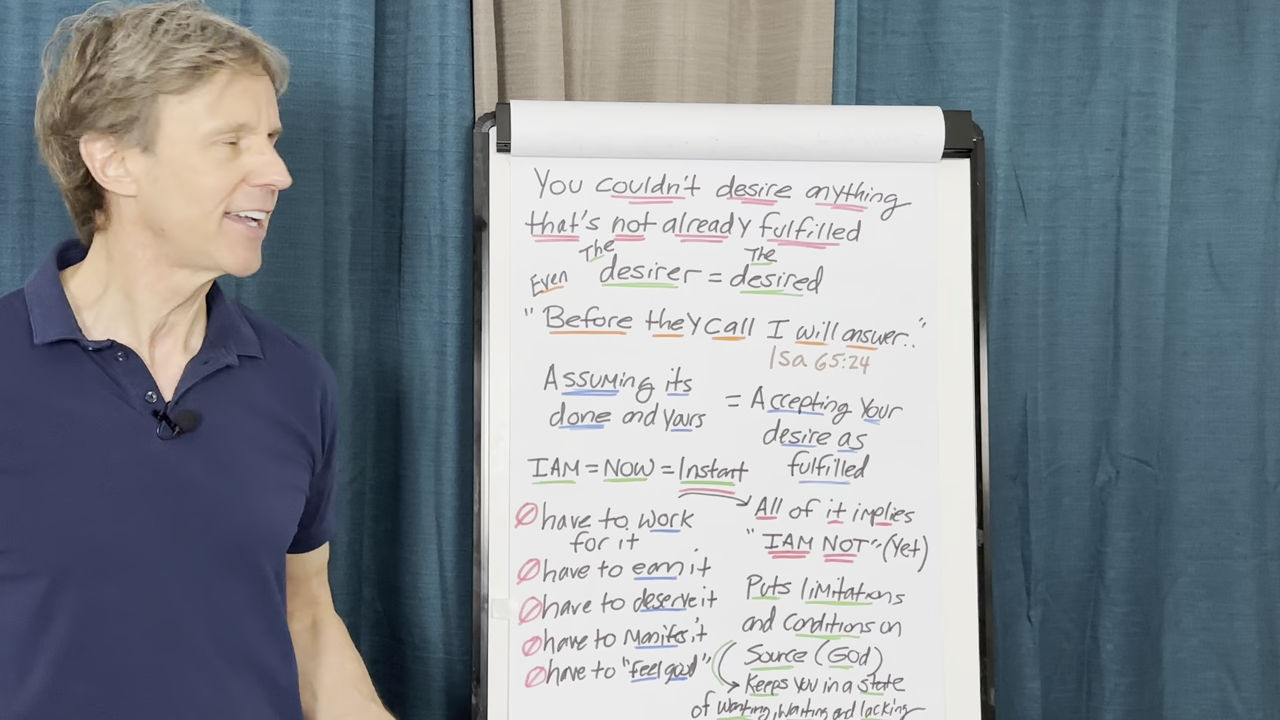 You couldn't desire anything
that's not already fulfilled
Even The desirer = The desired
"Before they call I will answer."
Isa 65:24
Assuming its
done and yours
= Accepting your
desire as
fulfilled
IAM = NOW = Instant
Ø have to work
for it
Ø have to earn it
Ø have to deserve it
Ø have to Manifest it
Ø have to "feel good"
All of it implies
"IAM NOT" (yet)
Puts limitations
and conditions on
Source (God)
Keeps you in a state
of wanting, waiting and lacking